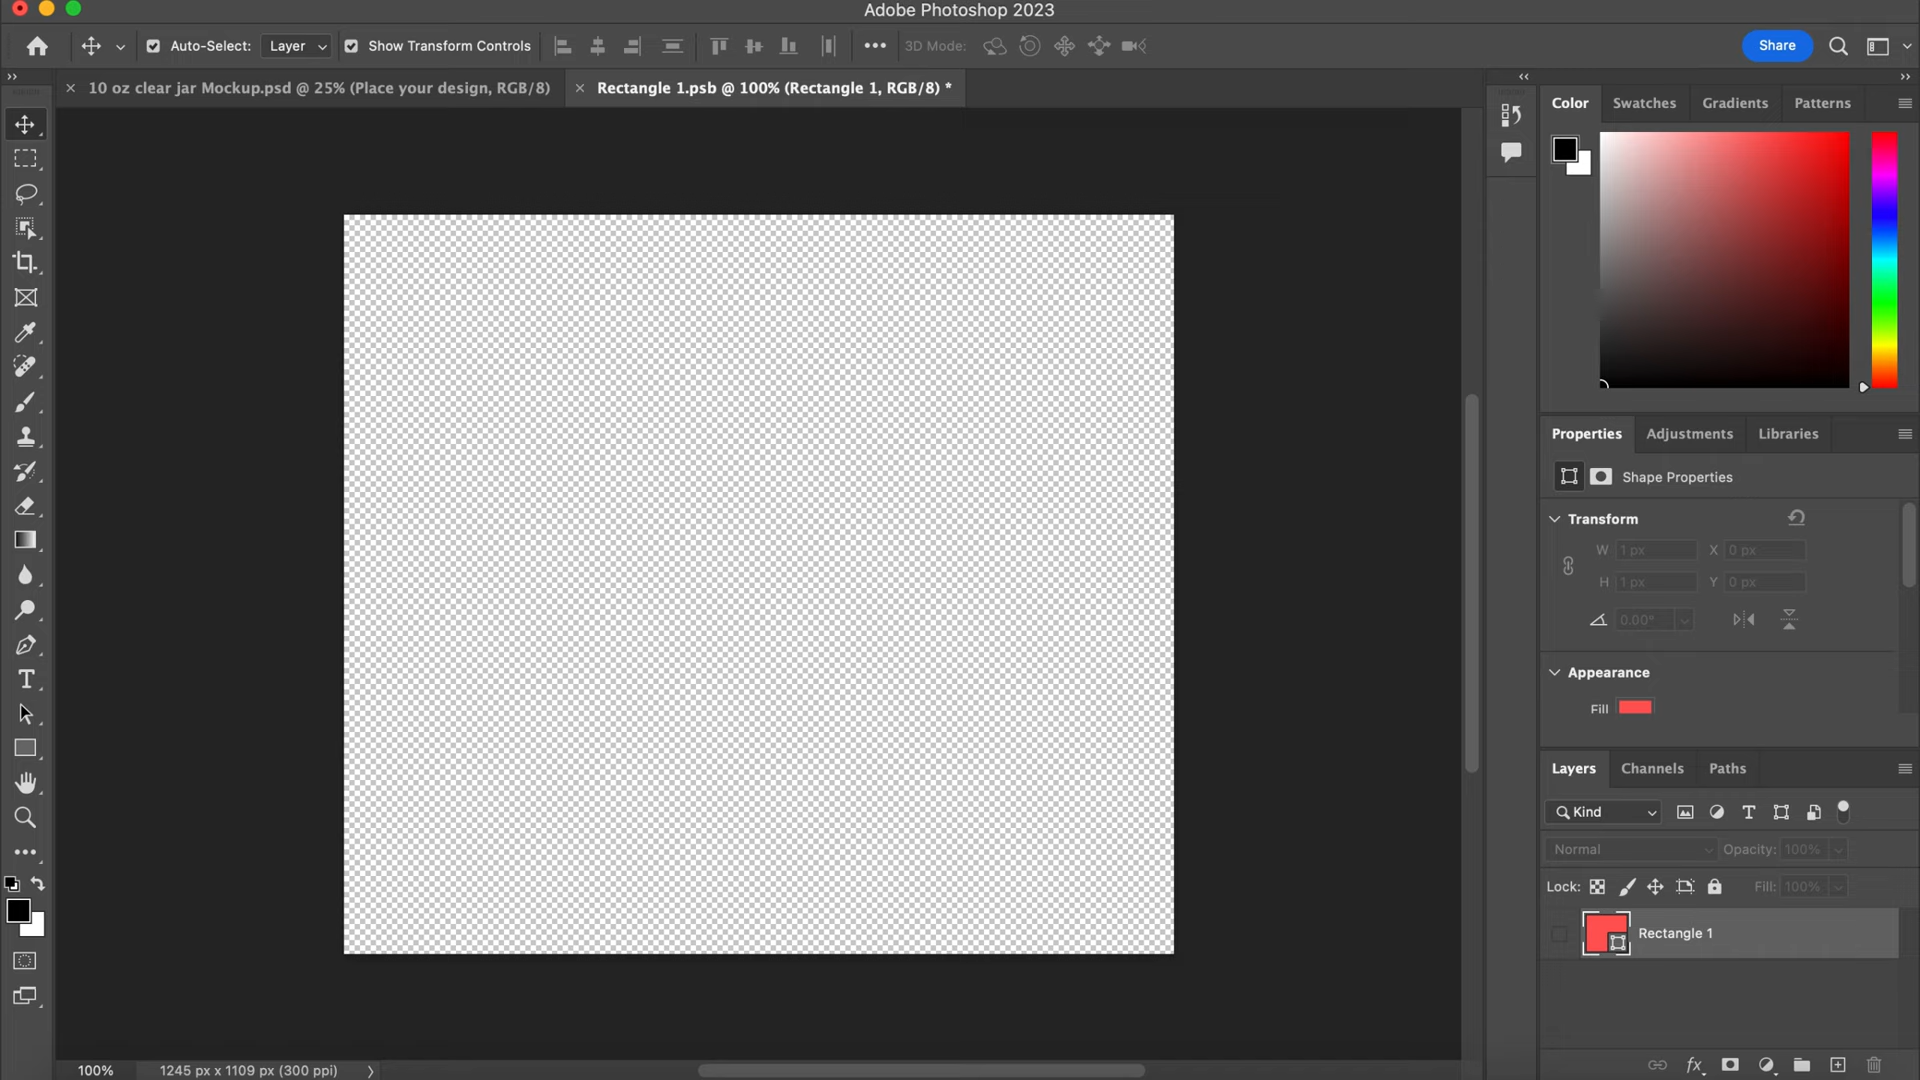 Adobe Photoshop 2023
Auto-Select: Layer Show Transform Controls 3D Mode: Share
10 oz clear jar Mockup.psd @ 25% (Place your design, RGB/8) Rectangle 1.psb @ 100% (Rectangle 1, RGB/8) *
Color Swatches Gradients Patterns
Properties Adjustments Libraries
Shape Properties
Transform
W 1 px X 0 px
H 1 px Y 0 px
0.00°
Appearance
Fill
Layers Channels Paths
Kind
Normal Opacity: 100%
Lock: Fill: 100%
Rectangle 1
fx
100% 1245 px x 1109 px (300 ppi)